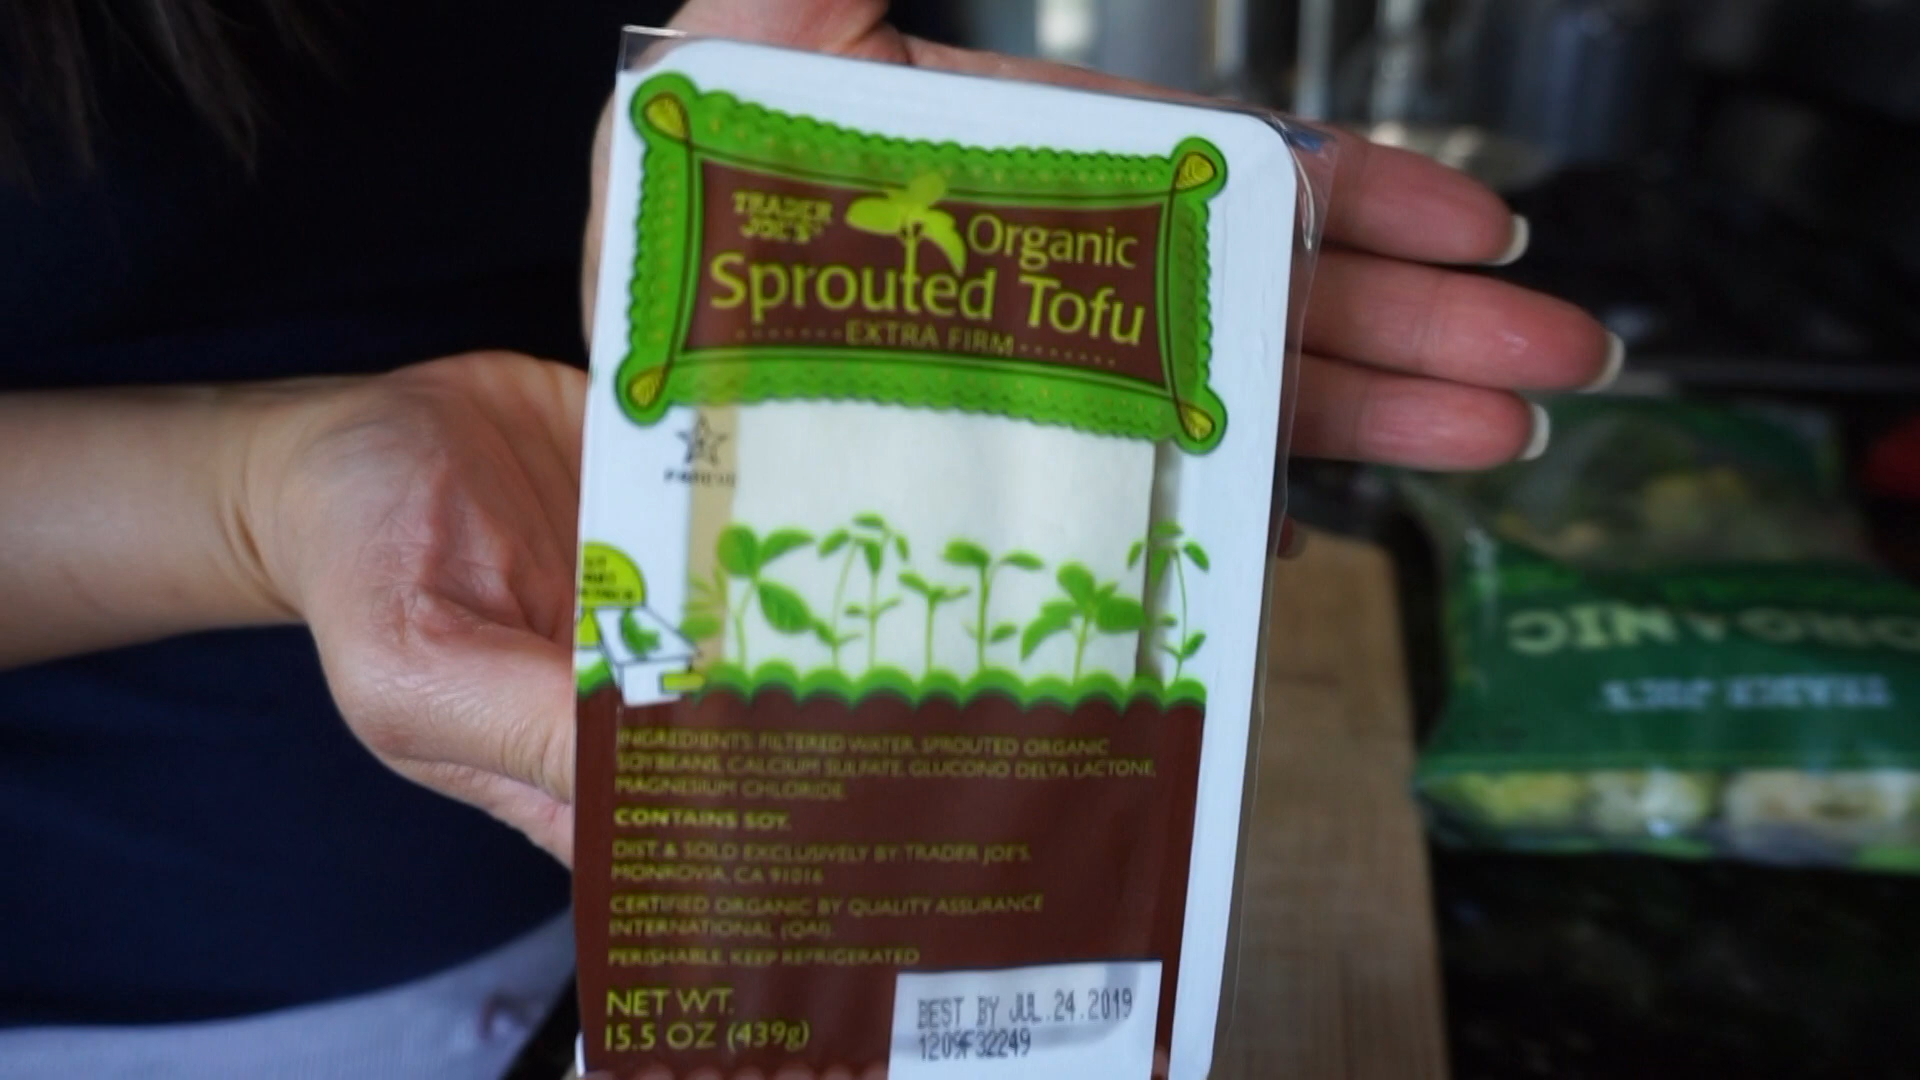 TRADER
JOE'S
Organic
Sprouted Tofu
EXTRA FIRM
INGREDIENTS: FILTERED WATER, SPROUTED ORGANIC
SOYBEANS, CALCIUM SULFATE, GLUCONO DELTA LACTONE,
MAGNESIUM CHLORIDE.
CONTAINS SOY.
DIST. & SOLD EXCLUSIVELY BY: TRADER JOE'S,
MONROVIA, CA 91016
CERTIFIED ORGANIC BY QUALITY ASSURANCE
INTERNATIONAL (QAI).
PERISHABLE, KEEP REFRIGERATED
NET WT.
15.5 OZ (439g)
BEST BY JUL.24.2019
1209F32249
ORGANIC
TRADER JOE'S